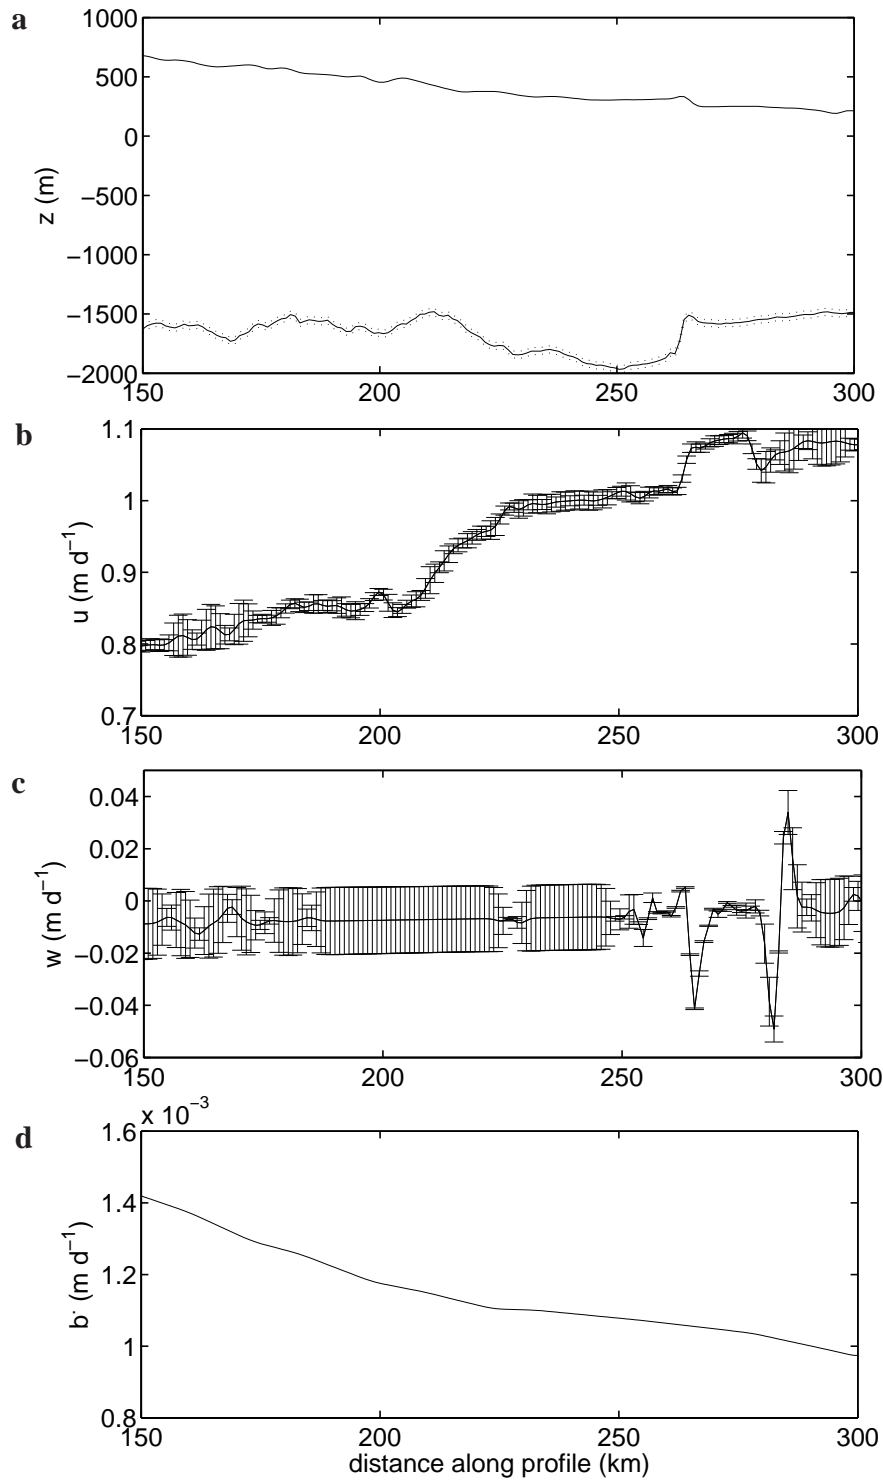 a
1000
500
0
−500
−1000
−1500
−2000
z (m)
150 200 250 300
b
1.1
1
0.9
0.8
0.7
u (m d−1)
150 200 250 300
c
0.04
0.02
0
−0.02
−0.04
−0.06
w (m d−1)
150 200 250 300
d
x 10−3
1.6
1.4
1.2
1
0.8
b· (m d−1)
150 200 250 300
distance along profile (km)